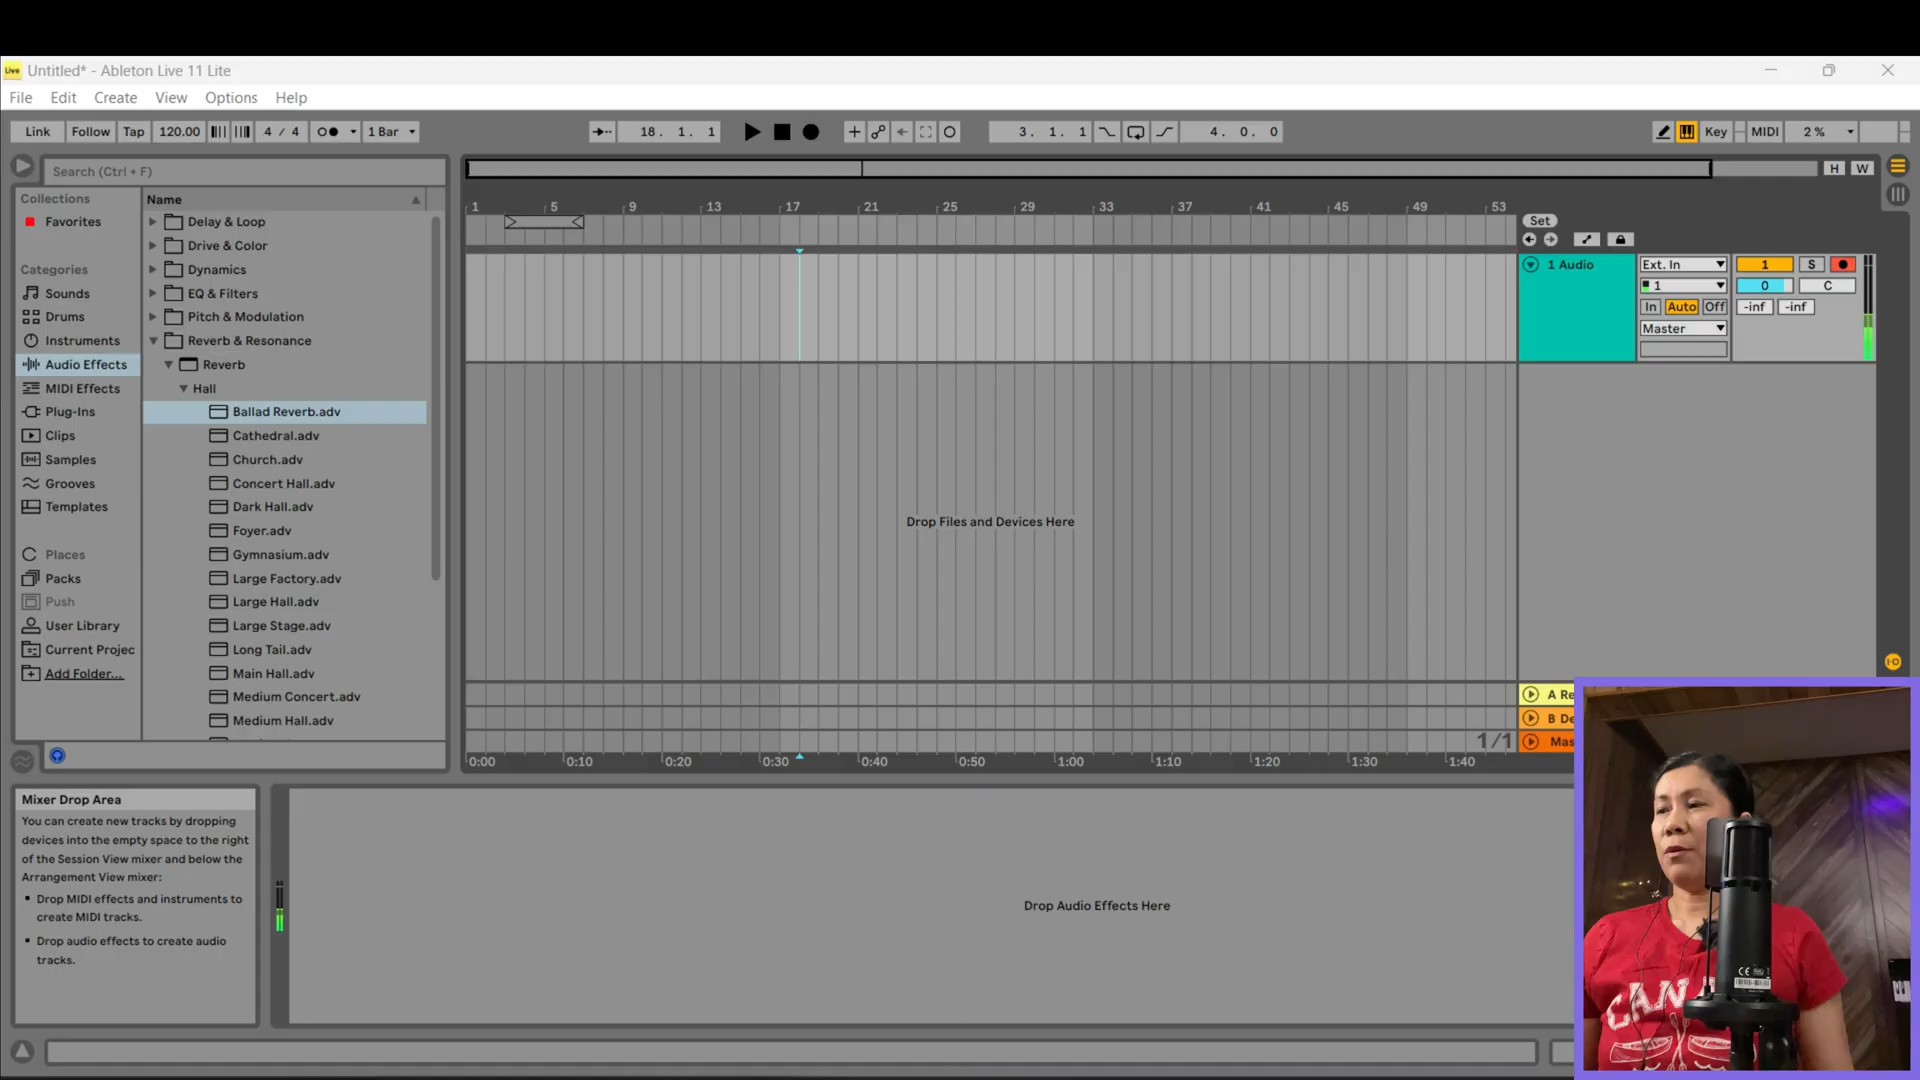 Live Untitled* - Ableton Live 11 Lite
File Edit Create View Options Help
Link Follow Tap 120.00 4 / 4 1 Bar 18. 1. 1 3. 1. 1 4. 0. 0 Key MIDI 2 %
Search (Ctrl + F)
H W
Collections
Favorites
Categories
Sounds
Drums
Instruments
Audio Effects
MIDI Effects
Plug-Ins
Clips
Samples
Grooves
Templates
Places
Packs
Push
User Library
Current Projec
Add Folder...
Name
Delay & Loop
Drive & Color
Dynamics
EQ & Filters
Pitch & Modulation
Reverb & Resonance
Reverb
Hall
Ballad Reverb.adv
Cathedral.adv
Church.adv
Concert Hall.adv
Dark Hall.adv
Foyer.adv
Gymnasium.adv
Large Factory.adv
Large Hall.adv
Large Stage.adv
Long Tail.adv
Main Hall.adv
Medium Concert.adv
Medium Hall.adv
1 5 9 13 17 21 25 29 33 37 41 45 49 53
Set
1 Audio
Ext. In
1
In Auto Off
Master
1 S
0 C
-inf -inf
Drop Files and Devices Here
A Re
B De
Mas
1/1
0:00 0:10 0:20 0:30 0:40 0:50 1:00 1:10 1:20 1:30 1:40
Mixer Drop Area
You can create new tracks by dropping
devices into the empty space to the right
of the Session View mixer and below the
Arrangement View mixer:
▪ Drop MIDI effects and instruments to
create MIDI tracks.
▪ Drop audio effects to create audio
tracks.
Drop Audio Effects Here
CE
CANA